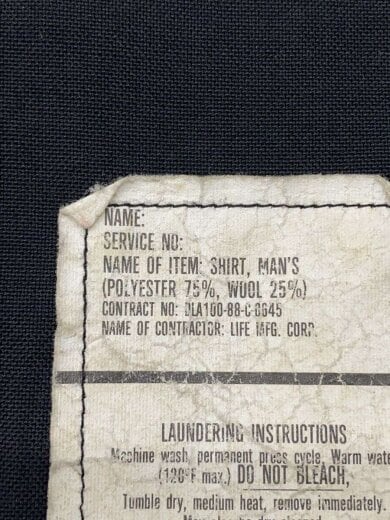 NAME:
SERVICE NO:
NAME OF ITEM: SHIRT, MAN'S
(POLYESTER 75%, WOOL 25%)
CONTRACT NO: DLA100-88-C-0645
NAME OF CONTRACTOR: LIFE MFG. CORP.
LAUNDERING INSTRUCTIONS
Machine wash, permanent press cycle, Warm wate
(120°F max.) DO NOT BLEACH,
Tumble dry, medium heat, remove immediately